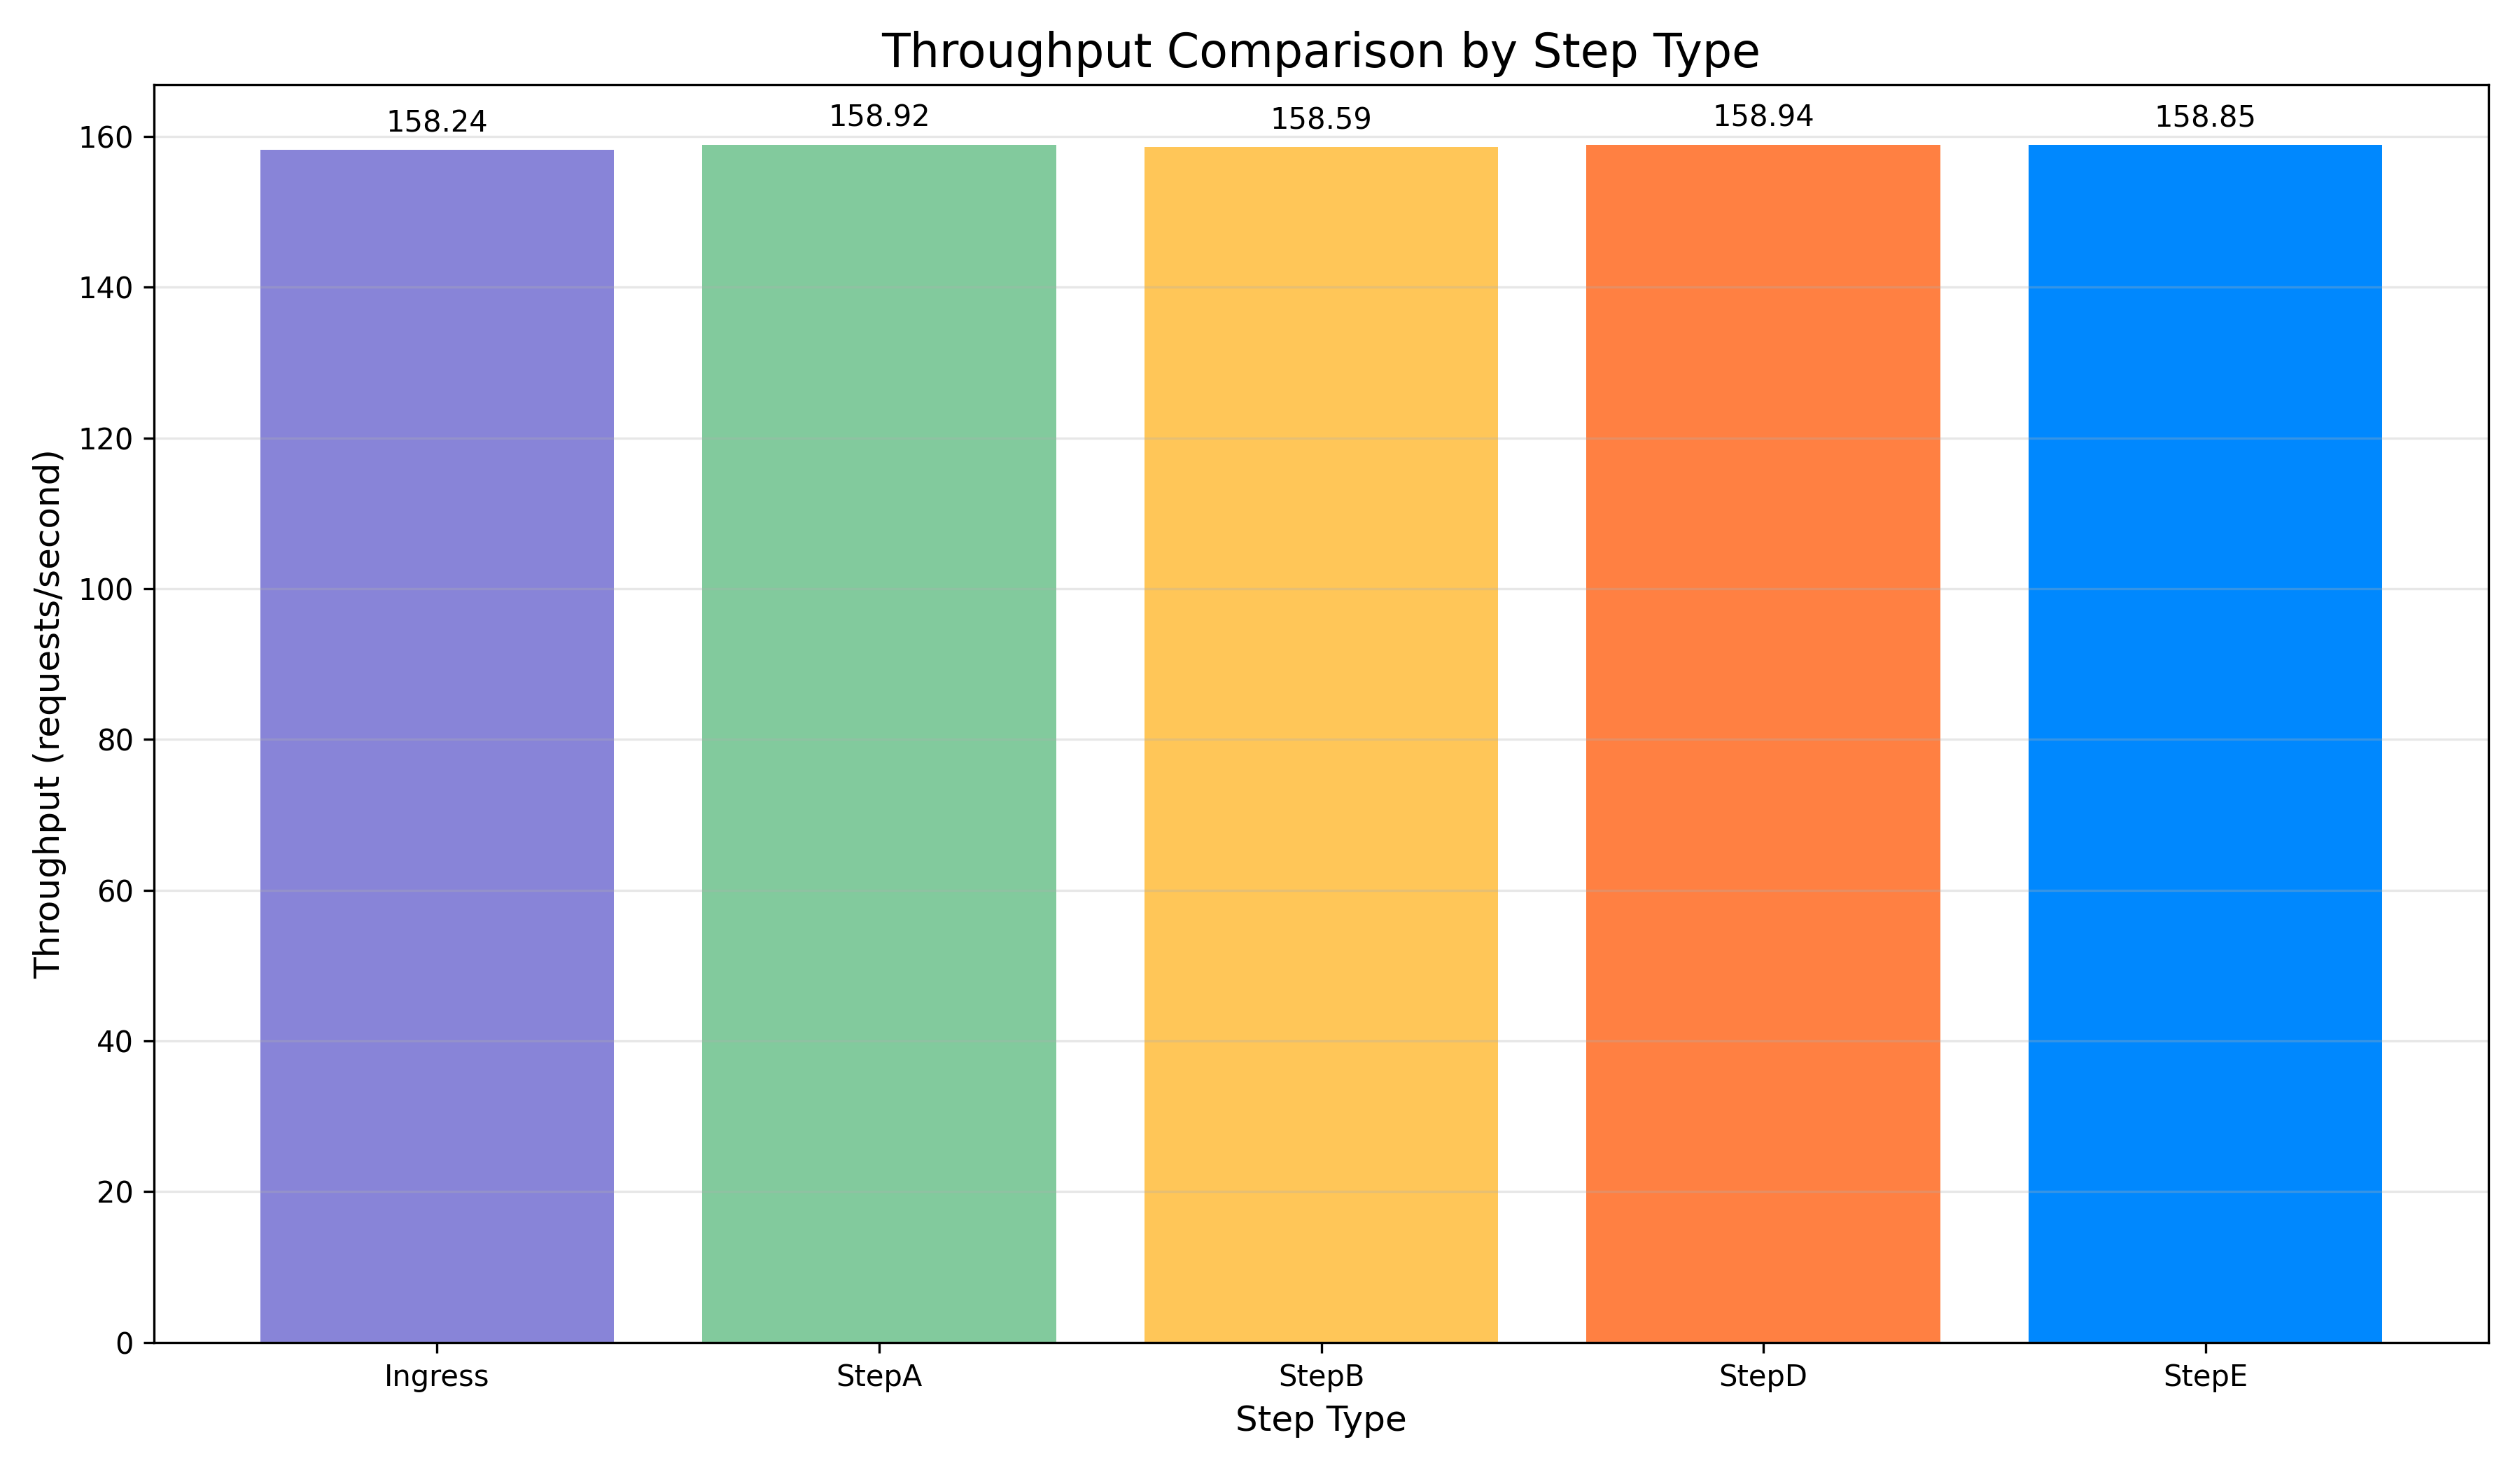 Throughput Comparison by Step Type
158.24
158.92
158.59
158.94
158.85
160
140
120
100
80
60
40
20
0
Throughput (requests/second)
Ingress
StepA
StepB
StepD
StepE
Step Type